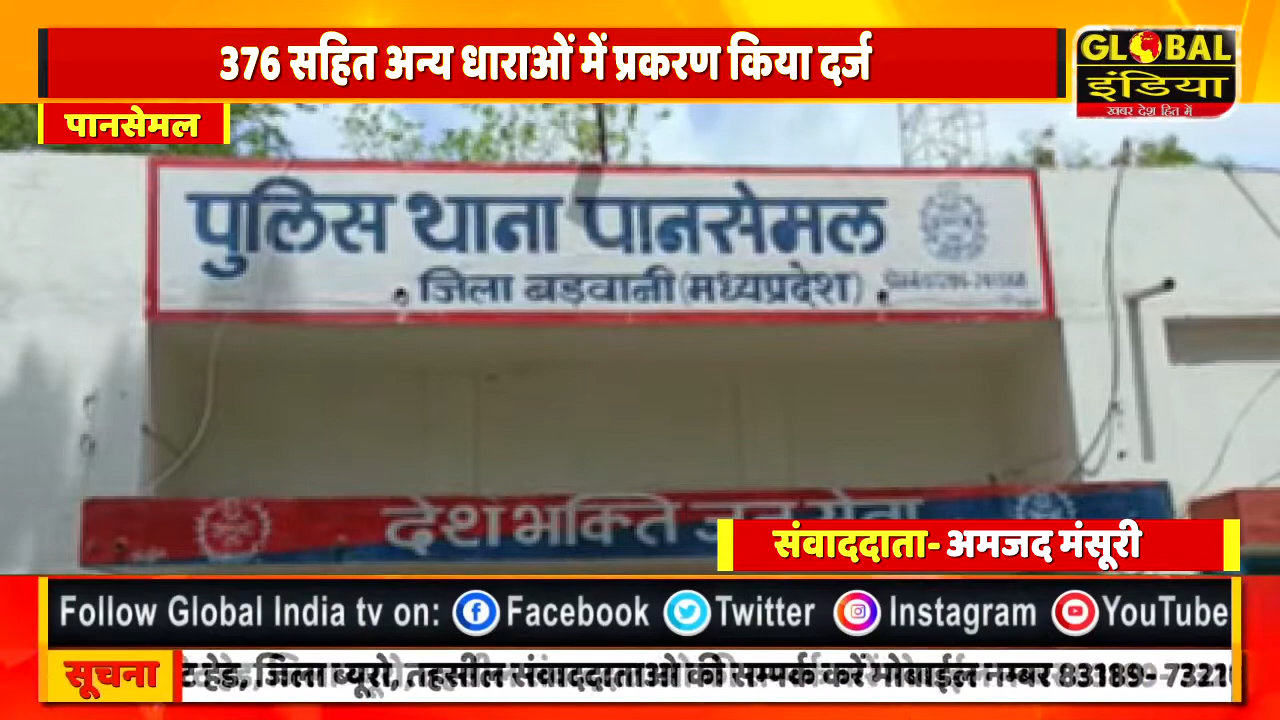 376 सहित अन्य धाराओं में प्रकरण किया दर्ज
GLOBAL
इंडिया
खबर देश हित में
पानसेमल
पुलिस थाना पानसेमल
जिला बड़वानी (मध्यप्रदेश)
देशभक्ति
संवाददाता- अमजद मंसूरी
Follow Global India tv on: Facebook Twitter Instagram YouTube
सूचना
हेड, जिला ब्यूरो, तहसील संवाददाताओ की सम्पर्क करें मोबाईल नम्बर 83189-7321